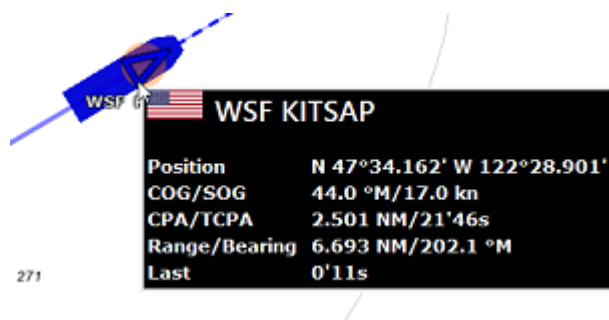 WSF
WSF KITSAP
Position N 47°34.162' W 122°28.901'
COG/SOG 44.0 °M/17.0 kn
CPA/TCPA 2.501 NM/21'46s
Range/Bearing 6.693 NM/202.1 °M
271 Last 0'11s